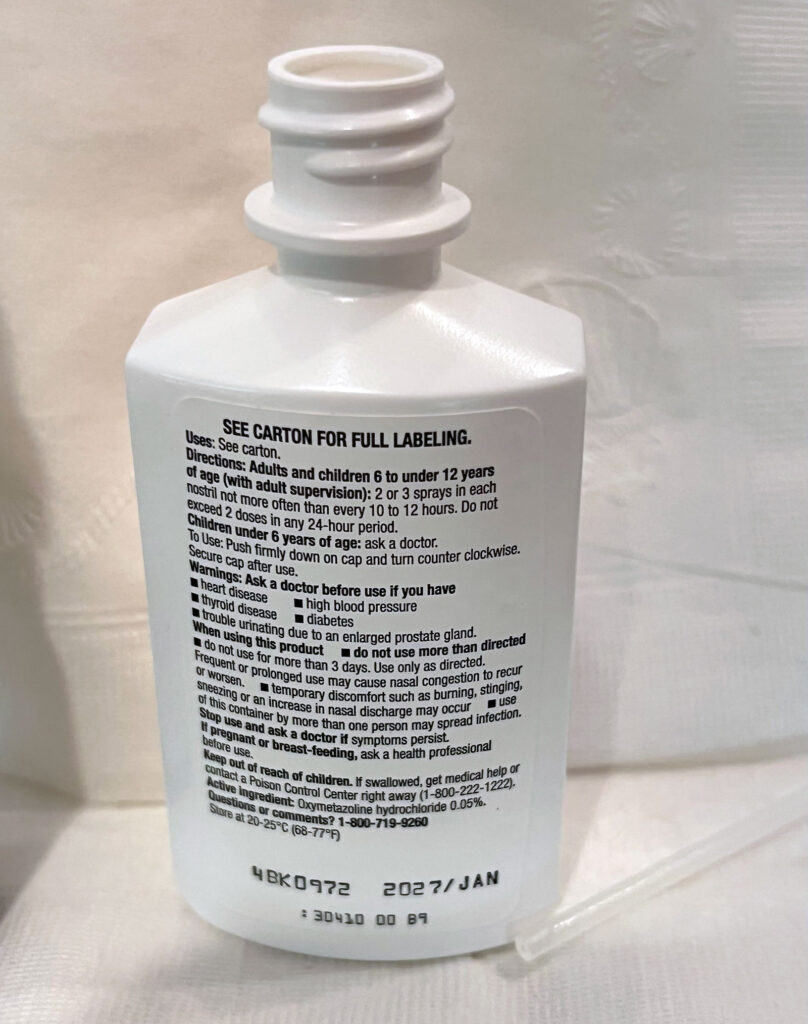 SEE CARTON FOR FULL LABELING.
Uses: See carton.
Directions: Adults and children 6 to under 12 years
of age (with adult supervision): 2 or 3 sprays in each
nostril not more often than every 10 to 12 hours. Do not
exceed 2 doses in any 24-hour period.
Children under 6 years of age: ask a doctor.
To Use: Push firmly down on cap and turn counter clockwise.
Secure cap after use.
Warnings: Ask a doctor before use if you have
■ heart disease ■ high blood pressure
■ thyroid disease ■ diabetes
■ trouble urinating due to an enlarged prostate gland.
When using this product ■ do not use more than directed
■ do not use for more than 3 days. Use only as directed.
Frequent or prolonged use may cause nasal congestion to recur
or worsen. ■ temporary discomfort such as burning, stinging,
sneezing or an increase in nasal discharge may occur ■ use
of this container by more than one person may spread infection.
Stop use and ask a doctor if symptoms persist.
If pregnant or breast-feeding, ask a health professional
before use.
Keep out of reach of children. If swallowed, get medical help or
contact a Poison Control Center right away (1-800-222-1222).
Active ingredient: Oxymetazoline hydrochloride 0.05%.
Questions or comments? 1-800-719-9260
Store at 20-25°C (68-77°F)
4BK0972 2027/JAN
:30410 00 89